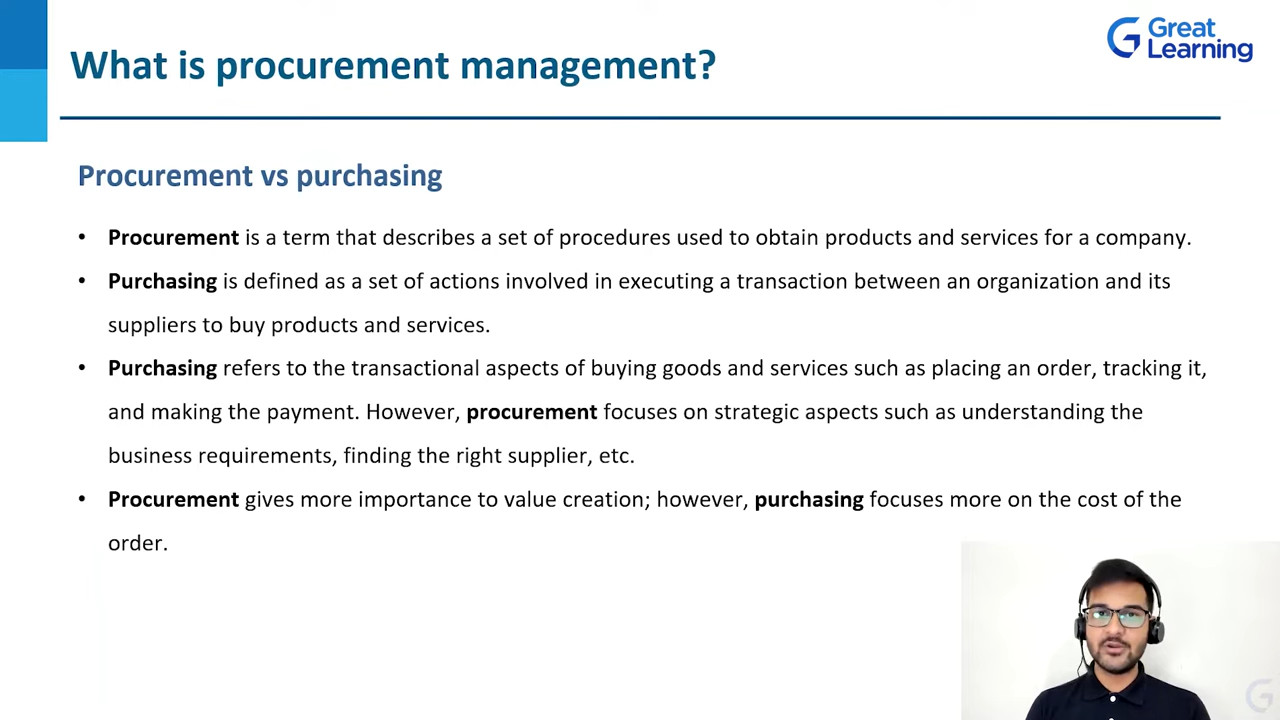 What is procurement management?
Great
Learning
Procurement vs purchasing
• Procurement is a term that describes a set of procedures used to obtain products and services for a company.
• Purchasing is defined as a set of actions involved in executing a transaction between an organization and its
suppliers to buy products and services.
• Purchasing refers to the transactional aspects of buying goods and services such as placing an order, tracking it,
and making the payment. However, procurement focuses on strategic aspects such as understanding the
business requirements, finding the right supplier, etc.
• Procurement gives more importance to value creation; however, purchasing focuses more on the cost of the
order.